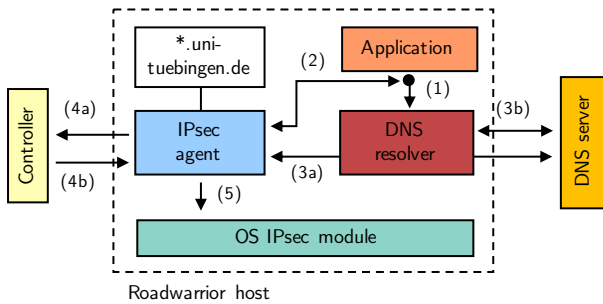 *.uni-
tuebingen.de
Application
(2)
(1)
(4a)
Controller
IPsec
agent
DNS
resolver
(3b)
DNS server
(4b)
(3a)
(5)
OS IPsec module
Roadwarrior host